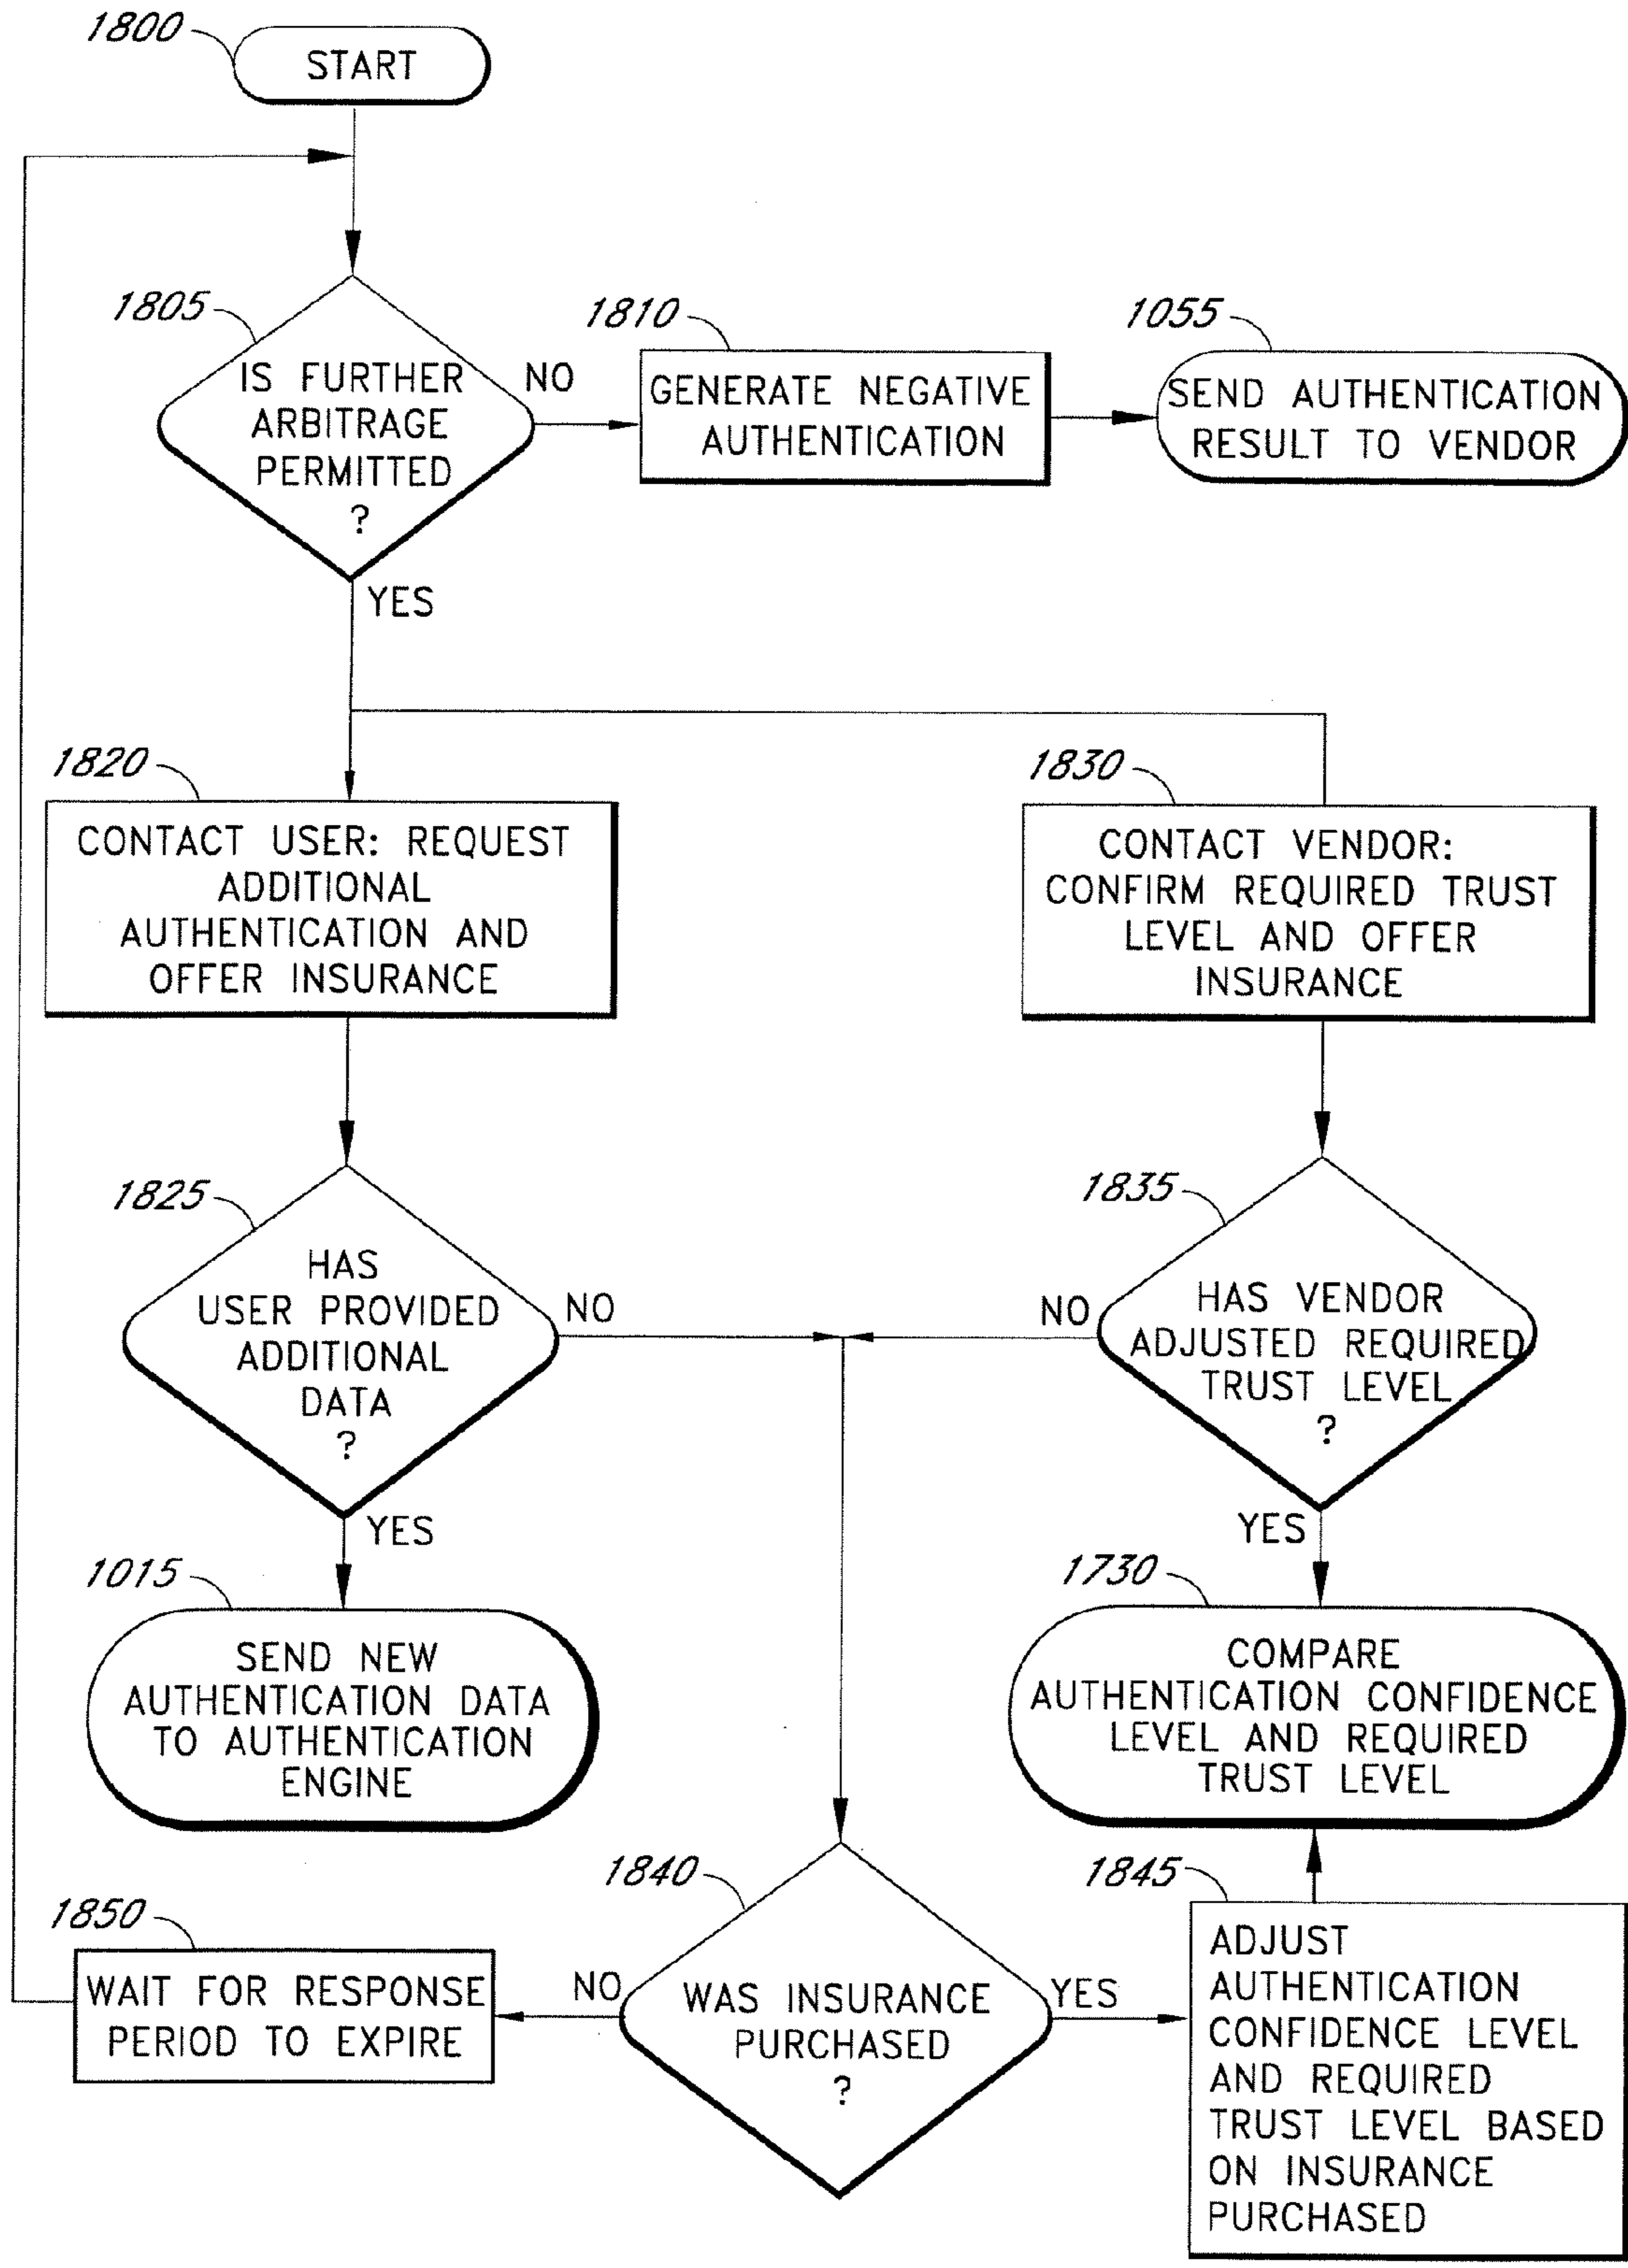 1800
START
1805
IS FURTHER
ARBITRAGE
PERMITTED
?
NO
YES
1810
GENERATE NEGATIVE
AUTHENTICATION
1055
SEND AUTHENTICATION
RESULT TO VENDOR
1820
CONTACT USER: REQUEST
ADDITIONAL
AUTHENTICATION AND
OFFER INSURANCE
1830
CONTACT VENDOR:
CONFIRM REQUIRED TRUST
LEVEL AND OFFER
INSURANCE
1825
HAS
USER PROVIDED
ADDITIONAL
DATA
?
NO
YES
1835
HAS VENDOR
ADJUSTED REQUIRED
TRUST LEVEL
?
NO
YES
1015
SEND NEW
AUTHENTICATION DATA
TO AUTHENTICATION
ENGINE
1730
COMPARE
AUTHENTICATION CONFIDENCE
LEVEL AND REQUIRED
TRUST LEVEL
1850
WAIT FOR RESPONSE
PERIOD TO EXPIRE
1840
NO
WAS INSURANCE
PURCHASED
?
YES
1845
ADJUST
AUTHENTICATION
CONFIDENCE LEVEL
AND REQUIRED
TRUST LEVEL BASED
ON INSURANCE
PURCHASED